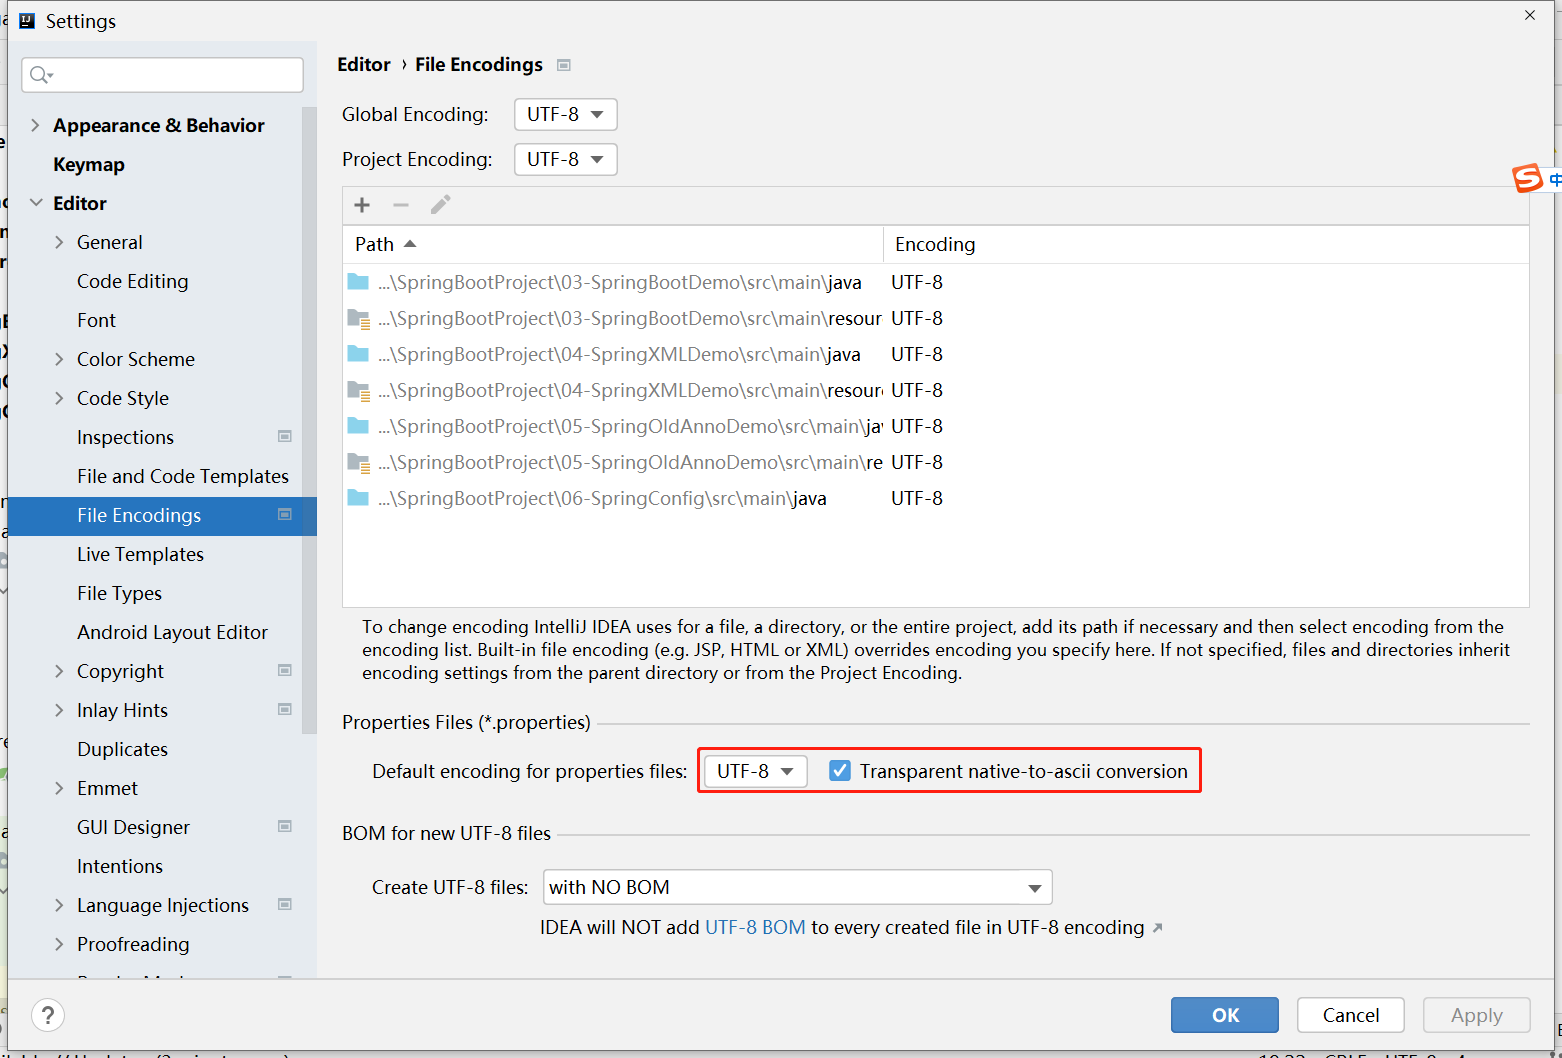 Settings
Appearance & Behavior
Keymap
Editor
General
Code Editing
Font
Color Scheme
Code Style
Inspections
File and Code Templates
File Encodings
Live Templates
File Types
Android Layout Editor
Copyright
Inlay Hints
Duplicates
Emmet
GUI Designer
Intentions
Language Injections
Proofreading
Editor › File Encodings
Global Encoding: UTF-8
Project Encoding: UTF-8
Path Encoding
...\SpringBootProject\03-SpringBootDemo\src\main\java UTF-8
...\SpringBootProject\03-SpringBootDemo\src\main\resour UTF-8
...\SpringBootProject\04-SpringXMLDemo\src\main\java UTF-8
...\SpringBootProject\04-SpringXMLDemo\src\main\resour UTF-8
...\SpringBootProject\05-SpringOldAnnoDemo\src\main\ja UTF-8
...\SpringBootProject\05-SpringOldAnnoDemo\src\main\re UTF-8
...\SpringBootProject\06-SpringConfig\src\main\java UTF-8
To change encoding IntelliJ IDEA uses for a file, a directory, or the entire project, add its path if necessary and then select encoding from the
encoding list. Built-in file encoding (e.g. JSP, HTML or XML) overrides encoding you specify here. If not specified, files and directories inherit
encoding settings from the parent directory or from the Project Encoding.
Properties Files (*.properties)
Default encoding for properties files: UTF-8 Transparent native-to-ascii conversion
BOM for new UTF-8 files
Create UTF-8 files: with NO BOM
IDEA will NOT add UTF-8 BOM to every created file in UTF-8 encoding
? OK Cancel Apply
S 中